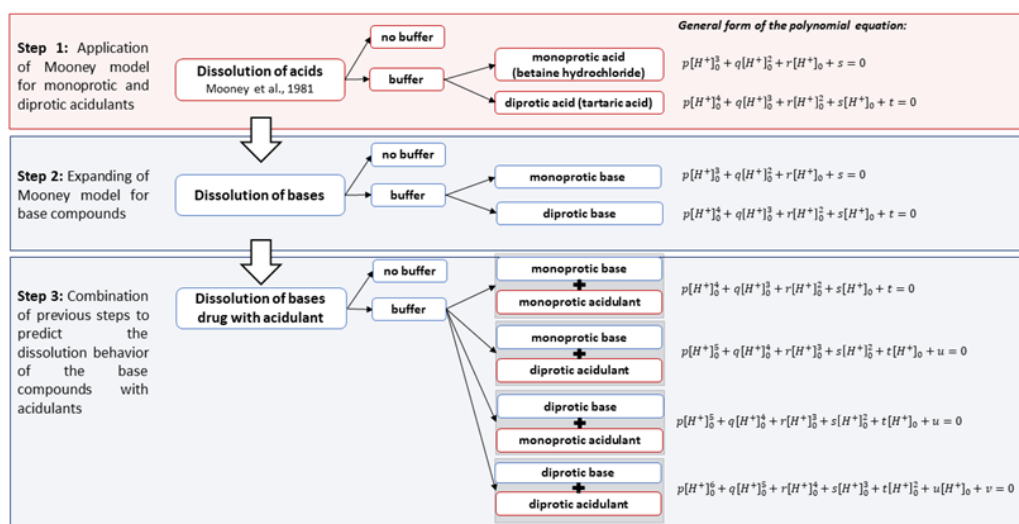 General form of the polynomial equation:
Step 1: Application
of Mooney model
for monoprotic and
diprotic acidulants
Dissolution of acids
Mooney et al., 1981
no buffer
buffer
monoprotic acid
(betaine hydrochloride)
p[H⁺]₀³ + q[H⁺]₀² + r[H⁺]₀ + s = 0
diprotic acid (tartaric acid)
p[H⁺]₀⁴ + q[H⁺]₀³ + r[H⁺]₀² + s[H⁺]₀ + t = 0
Step 2: Expanding of
Mooney model for
base compounds
Dissolution of bases
no buffer
buffer
monoprotic base
p[H⁺]₀³ + q[H⁺]₀² + r[H⁺]₀ + s = 0
diprotic base
p[H⁺]₀⁴ + q[H⁺]₀³ + r[H⁺]₀² + s[H⁺]₀ + t = 0
Step 3: Combination
of previous steps to
predict the
dissolution behavior
of the base
compounds with
acidulants
Dissolution of bases
drug with acidulant
no buffer
buffer
monoprotic base
+
monoprotic acidulant
p[H⁺]₀⁴ + q[H⁺]₀³ + r[H⁺]₀² + s[H⁺]₀ + t = 0
monoprotic base
+
diprotic acidulant
p[H⁺]₀⁵ + q[H⁺]₀⁴ + r[H⁺]₀³ + s[H⁺]₀² + t[H⁺]₀ + u = 0
diprotic base
+
monoprotic acidulant
p[H⁺]₀⁵ + q[H⁺]₀⁴ + r[H⁺]₀³ + s[H⁺]₀² + t[H⁺]₀ + u = 0
diprotic base
+
diprotic acidulant
p[H⁺]₀⁶ + q[H⁺]₀⁵ + r[H⁺]₀⁴ + s[H⁺]₀³ + t[H⁺]₀² + u[H⁺]₀ + v = 0